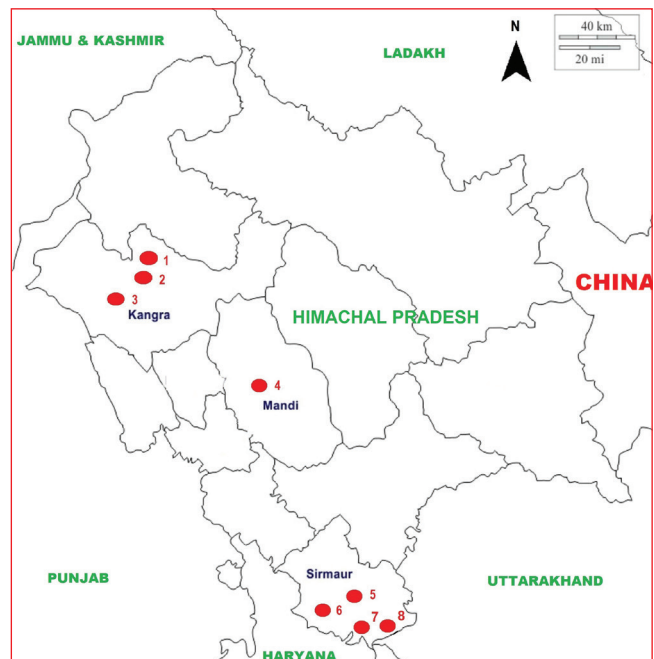 JAMMU & KASHMIR
LADAKH
N
40 km
20 mi
1
2
3
Kangra
CHINA
HIMACHAL PRADESH
4
Mandi
PUNJAB
Sirmaur
UTTARAKHAND
5
6
7
8
HARYANA